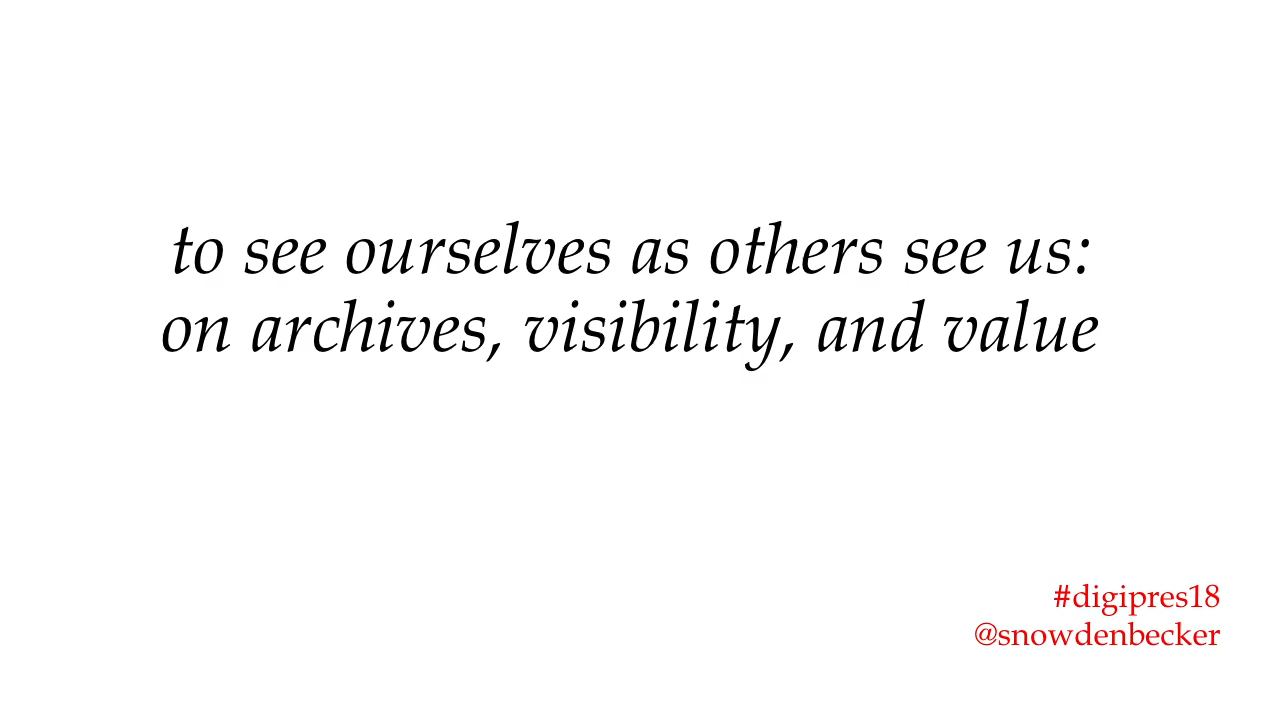 to see ourselves as others see us:
on archives, visibility, and value
#digipres18
@snowdenbecker